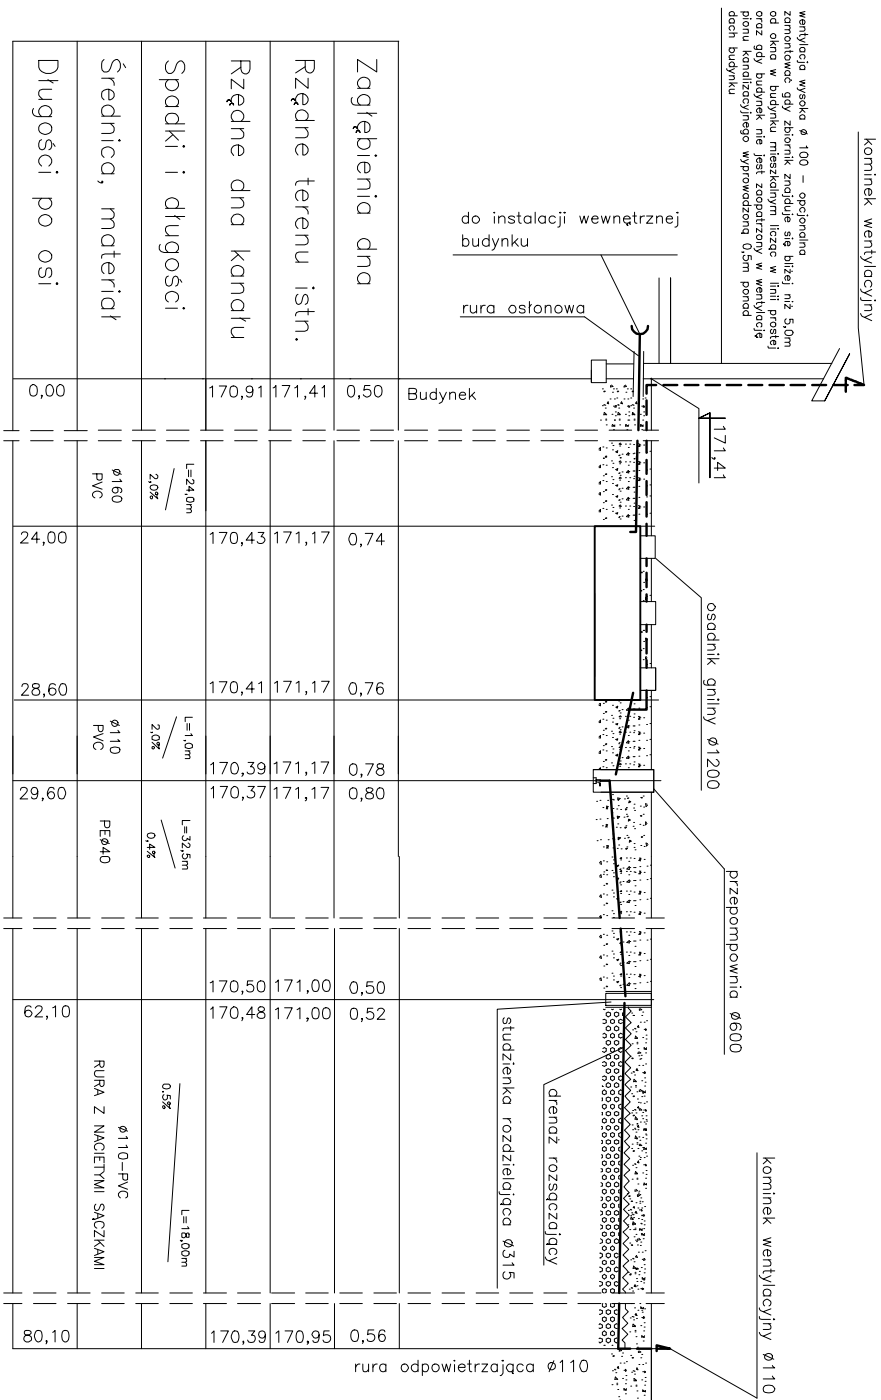 kominek wentylacyjny
wentylacja wysoka ø 100 – opcjonalna
zamontować gdy zbiornik znajduje się bliżej niż 5,0m
od okna w budynku mieszkalnym licząc w linii prostej
oraz gdy budynek nie jest zaopatrzony w wentylację
pionu kanalizacyjnego wyprowadzoną 0,5m ponad
dach budynku
do instalacji wewnętrznej
budynku
rura osłonowa
171,41
osadnik gnilny ø1200
przepompownia ø600
studzienka rozdzielająca ø315
drenaż rozsączający
kominek wentylacyjny ø110
rura odpowietrzająca ø110
Budynek
Zagłębienia dna
0,50
0,74
0,76
0,78
0,80
0,50
0,52
0,56
Rzędne terenu istn.
171,41
171,17
171,17
171,17
171,17
171,00
171,00
170,95
Rzędne dna kanału
170,91
170,43
170,41
170,39
170,37
170,50
170,48
170,39
Spadki i długości
L=24,0m
2,0%
L=1,0m
2,0%
L=32,5m
0,4%
0.5%
L=18,00m
Średnica, materiał
ø160
PVC
ø110
PVC
PEø40
ø110–PVC
RURA Z NACIETYMI SĄCZKAMI
Długości po osi
0,00
24,00
28,60
29,60
62,10
80,10